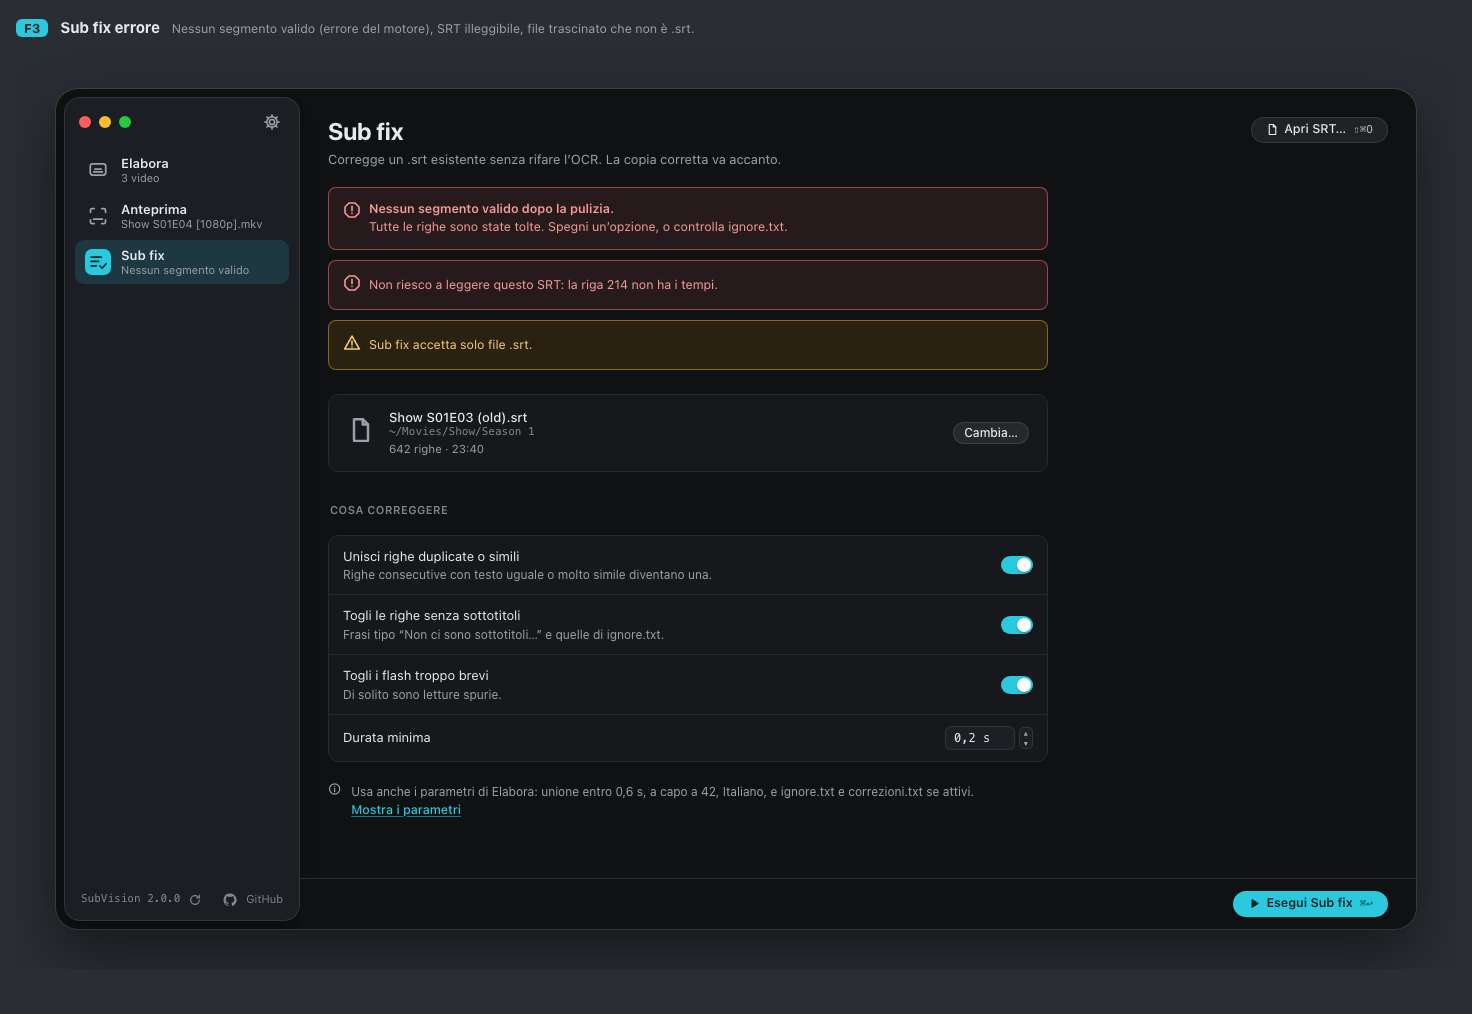 F3 Sub fix errore Nessun segmento valido (errore del motore), SRT illeggibile, file trascinato che non è .srt.
Elabora
3 video
Anteprima
Show S01E04 [1080p].mkv
Sub fix
Nessun segmento valido
SubVision 2.0.0 GitHub
Sub fix
Apri SRT... ⇧⌘O
Corregge un .srt esistente senza rifare l'OCR. La copia corretta va accanto.
Nessun segmento valido dopo la pulizia.
Tutte le righe sono state tolte. Spegni un'opzione, o controlla ignore.txt.
Non riesco a leggere questo SRT: la riga 214 non ha i tempi.
Sub fix accetta solo file .srt.
Show S01E03 (old).srt
~/Movies/Show/Season 1
642 righe · 23:40
Cambia...
COSA CORREGGERE
Unisci righe duplicate o simili
Righe consecutive con testo uguale o molto simile diventano una.
Togli le righe senza sottotitoli
Frasi tipo “Non ci sono sottotitoli…” e quelle di ignore.txt.
Togli i flash troppo brevi
Di solito sono letture spurie.
Durata minima
0,2 s
Usa anche i parametri di Elabora: unione entro 0,6 s, a capo a 42, Italiano, e ignore.txt e correzioni.txt se attivi.
Mostra i parametri
Esegui Sub fix ⌘↩